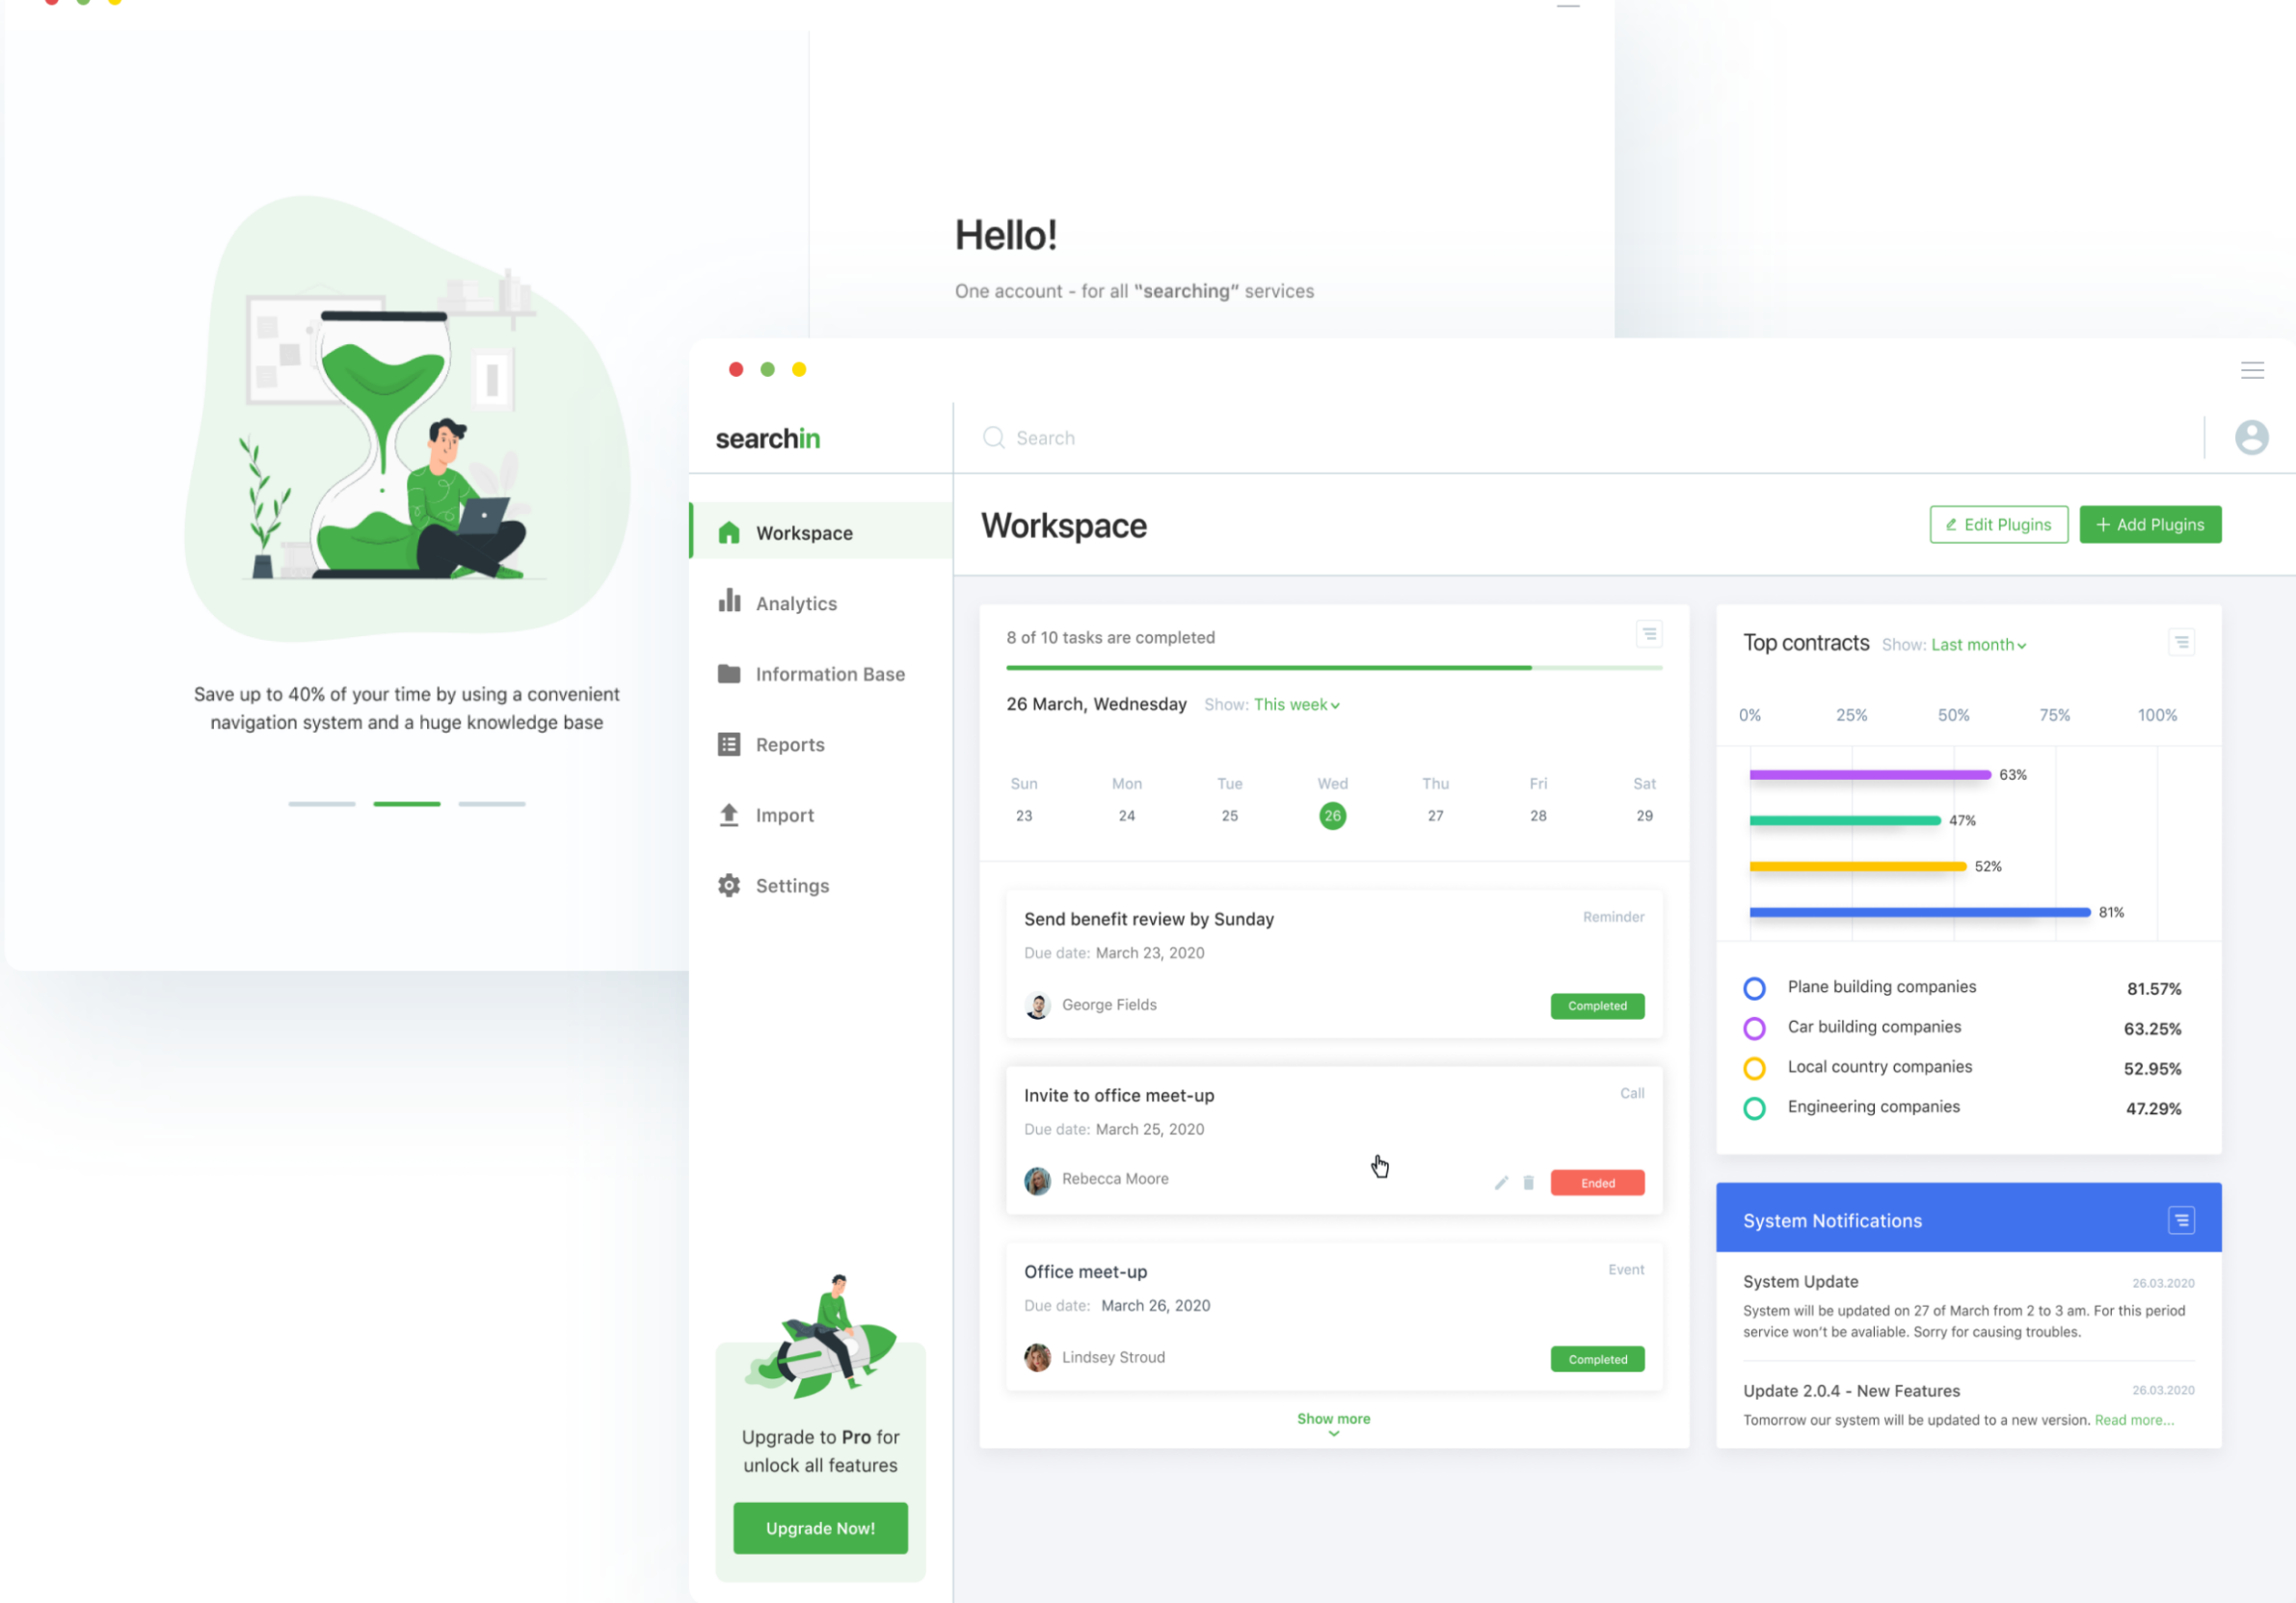 Hello!
One account - for all “searching” services
Save up to 40% of your time by using a convenient
navigation system and a huge knowledge base
searchin
Search
Workspace
Analytics
Information Base
Reports
Import
Settings
Upgrade to Pro for
unlock all features
Upgrade Now!
Workspace
Edit Plugins
+ Add Plugins
8 of 10 tasks are completed
26 March, Wednesday Show: This week
Sun Mon Tue Wed Thu Fri Sat
23 24 25 26 27 28 29
Send benefit review by Sunday
Reminder
Due date: March 23, 2020
George Fields
Completed
Invite to office meet-up
Call
Due date: March 25, 2020
Rebecca Moore
Ended
Office meet-up
Event
Due date: March 26, 2020
Lindsey Stroud
Completed
Show more
Top contracts Show: Last month
0% 25% 50% 75% 100%
63%
47%
52%
81%
Plane building companies 81.57%
Car building companies 63.25%
Local country companies 52.95%
Engineering companies 47.29%
System Notifications
System Update 26.03.2020
System will be updated on 27 of March from 2 to 3 am. For this period
service won’t be avaliable. Sorry for causing troubles.
Update 2.0.4 - New Features 26.03.2020
Tomorrow our system will be updated to a new version. Read more...